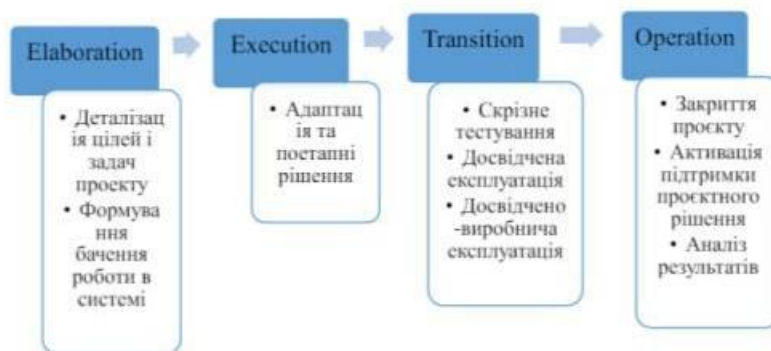 Elaboration
• Деталізац
ія цілей і
задач
проекту
• Формува
ння
бачення
роботи в
системі
Execution
• Адаптац
ія та
поетапні
рішення
Transition
• Скрізне
тестування
• Досвідчена
експлуатація
• Досвідчено
-виробнича
експлуатація
Operation
• Закриття
проєкту
• Активація
підтримки
проєктного
рішення
• Аналіз
результатів